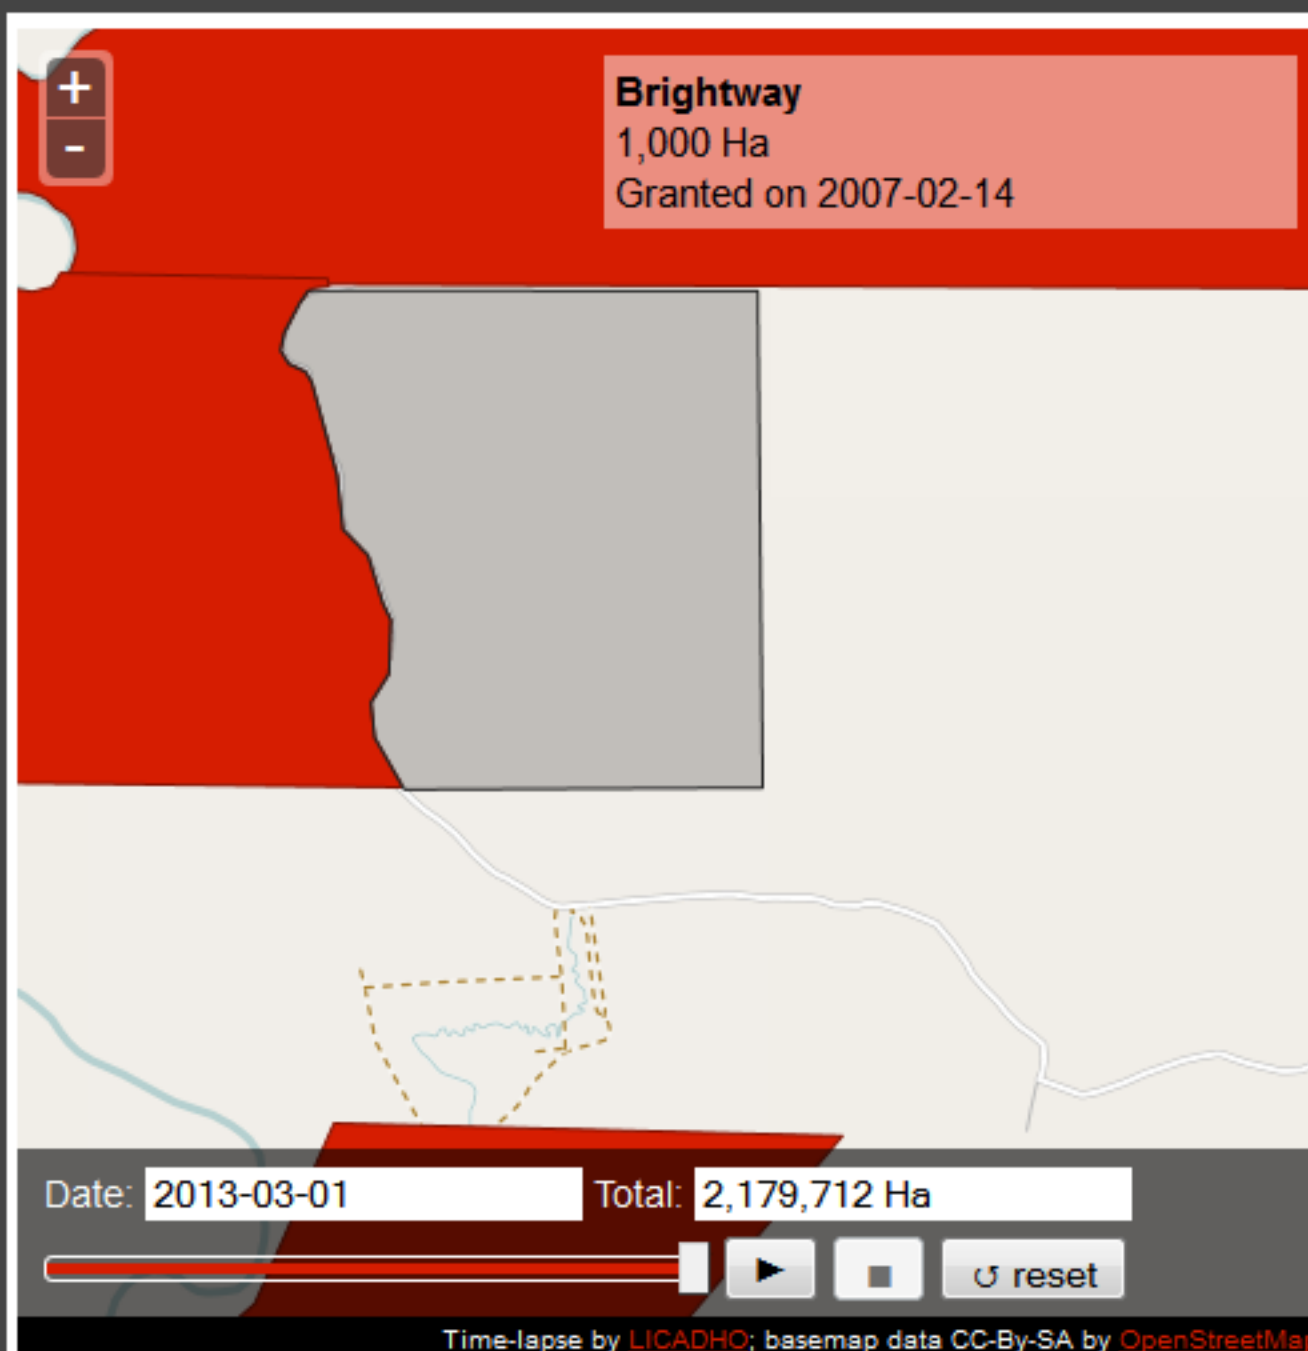 +
-
Brightway
1,000 Ha
Granted on 2007-02-14
Date: 2013-03-01 Total: 2,179,712 Ha
↺ reset
Time-lapse by LICADHO; basemap data CC-By-SA by OpenStreetMa